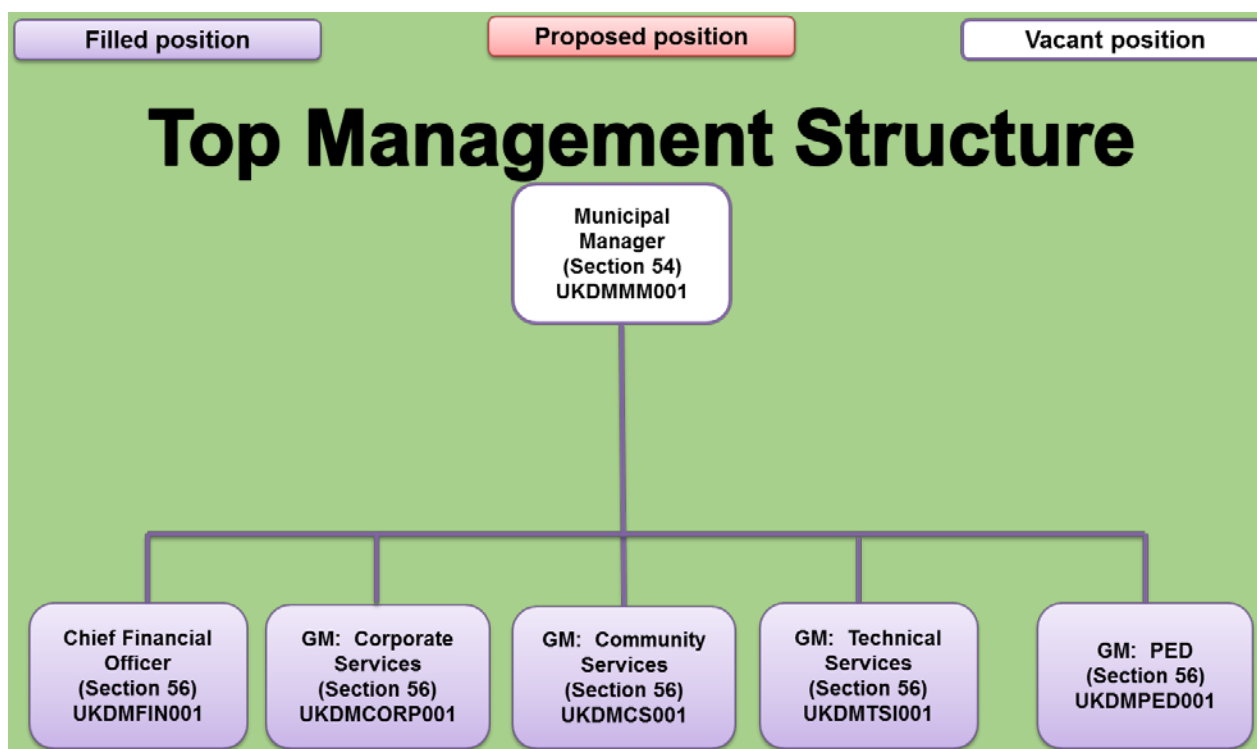 Filled position
Proposed position
Vacant position
Top Management Structure
Municipal
Manager
(Section 54)
UKDMMM001
Chief Financial
Officer
(Section 56)
UKDMFIN001
GM:  Corporate
Services
(Section 56)
UKDMCORP001
GM:  Community
Services
(Section 56)
UKDMCS001
GM:  Technical
Services
(Section 56)
UKDMTSI001
GM:  PED
(Section 56)
UKDMPED001